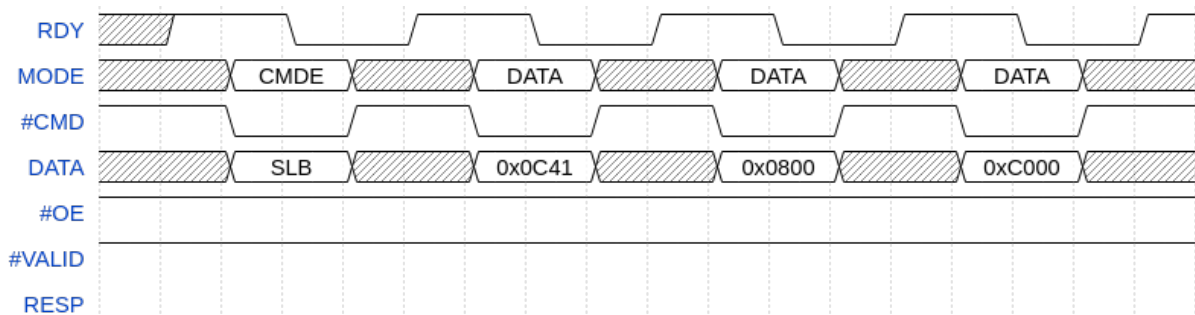 RDY
MODE CMDE DATA DATA DATA
#CMD
DATA SLB 0x0C41 0x0800 0xC000
#OE
#VALID
RESP